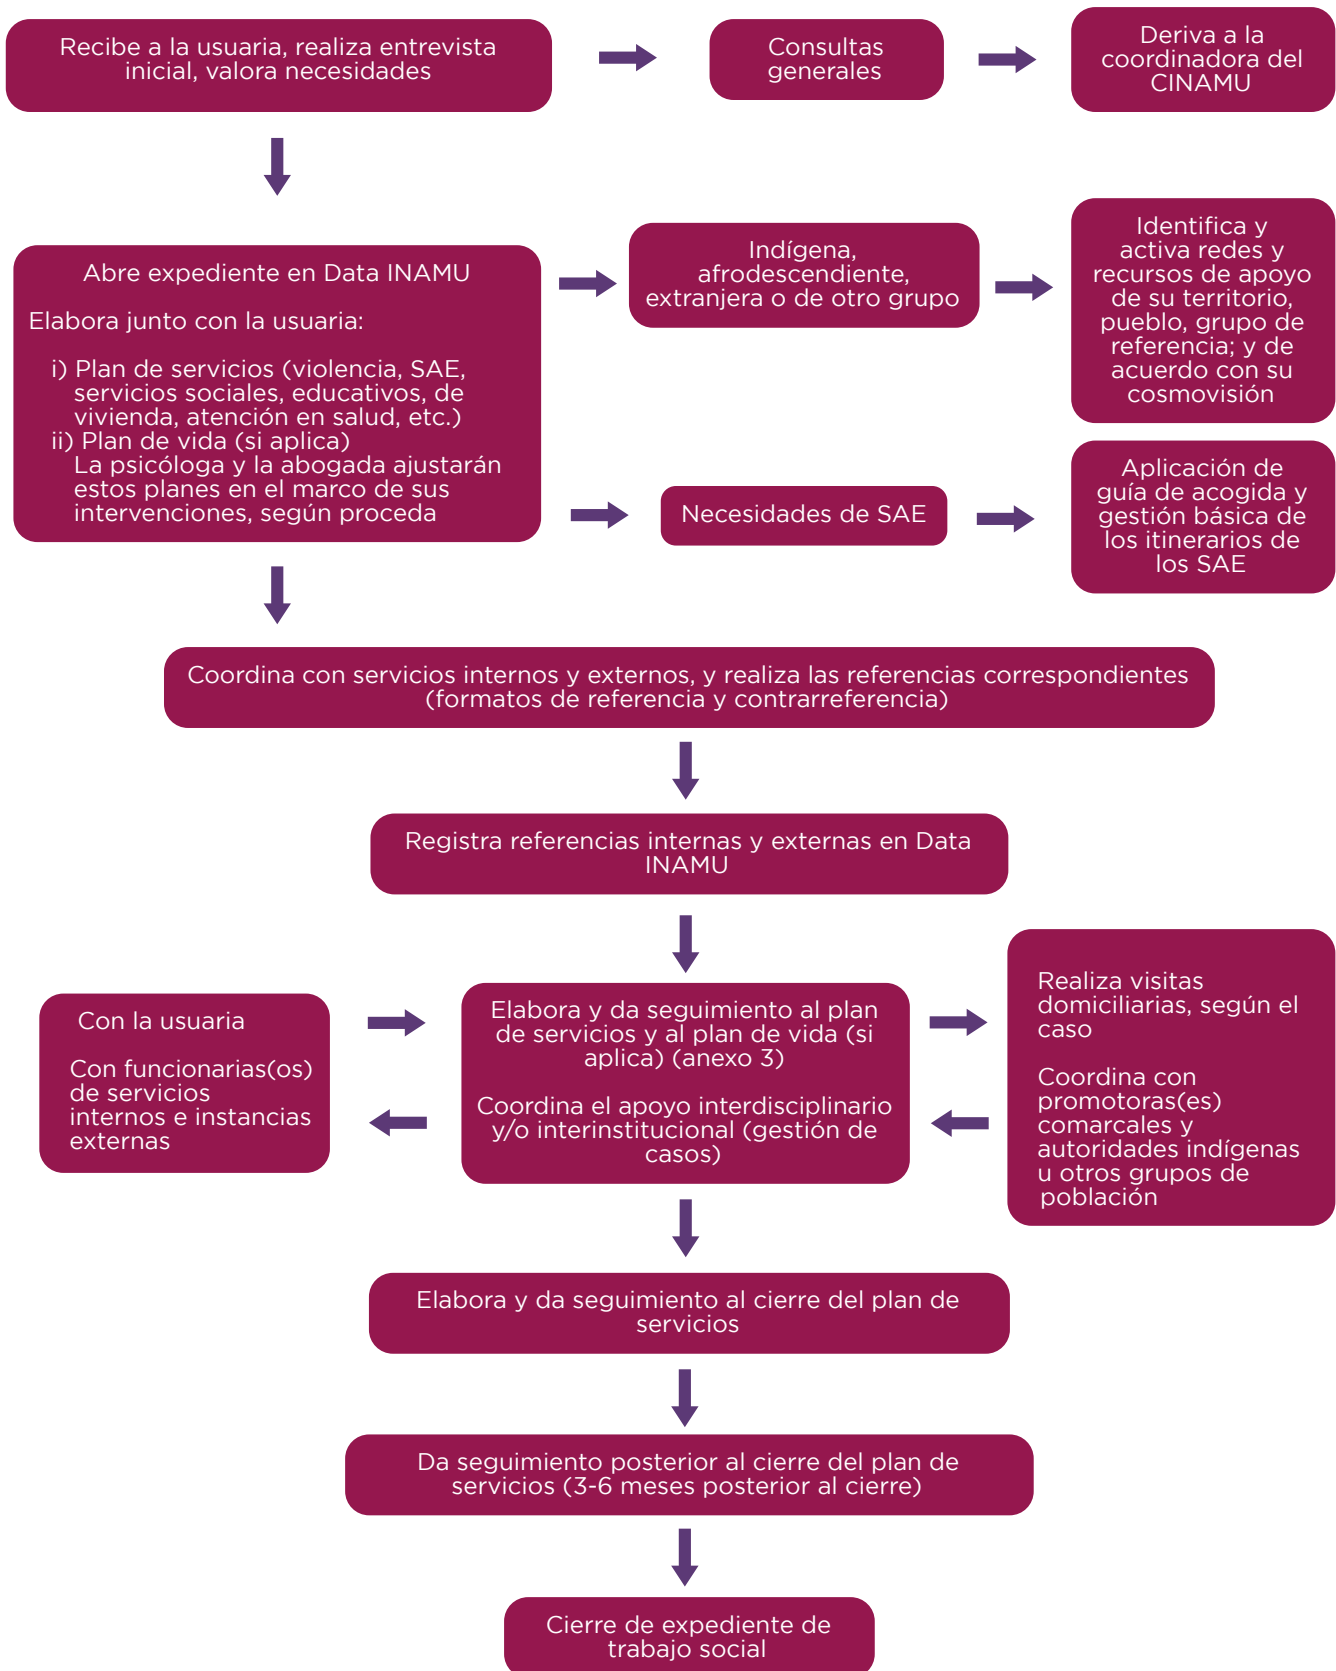 Recibe a la usuaria, realiza entrevista
inicial, valora necesidades
Consultas
generales
Deriva a la
coordinadora del
CINAMU
Abre expediente en Data INAMU
Elabora junto con la usuaria:
i) Plan de servicios (violencia, SAE,
servicios sociales, educativos, de
vivienda, atención en salud, etc.)
ii) Plan de vida (si aplica)
La psicóloga y la abogada ajustarán
estos planes en el marco de sus
intervenciones, según proceda
Indígena,
afrodescendiente,
extranjera o de otro grupo
Identifica y
activa redes y
recursos de apoyo
de su territorio,
pueblo, grupo de
referencia; y de
acuerdo con su
cosmovisión
Necesidades de SAE
Aplicación de
guía de acogida y
gestión básica de
los itinerarios de
los SAE
Coordina con servicios internos y externos, y realiza las referencias correspondientes
(formatos de referencia y contrarreferencia)
Registra referencias internas y externas en Data
INAMU
Con la usuaria
Con funcionarias(os)
de servicios
internos e instancias
externas
Elabora y da seguimiento al plan
de servicios y al plan de vida (si
aplica) (anexo 3)
Coordina el apoyo interdisciplinario
y/o interinstitucional (gestión de
casos)
Realiza visitas
domiciliarias, según el
caso
Coordina con
promotoras(es)
comarcales y
autoridades indígenas
u otros grupos de
población
Elabora y da seguimiento al cierre del plan de
servicios
Da seguimiento posterior al cierre del plan de
servicios (3-6 meses posterior al cierre)
Cierre de expediente de
trabajo social